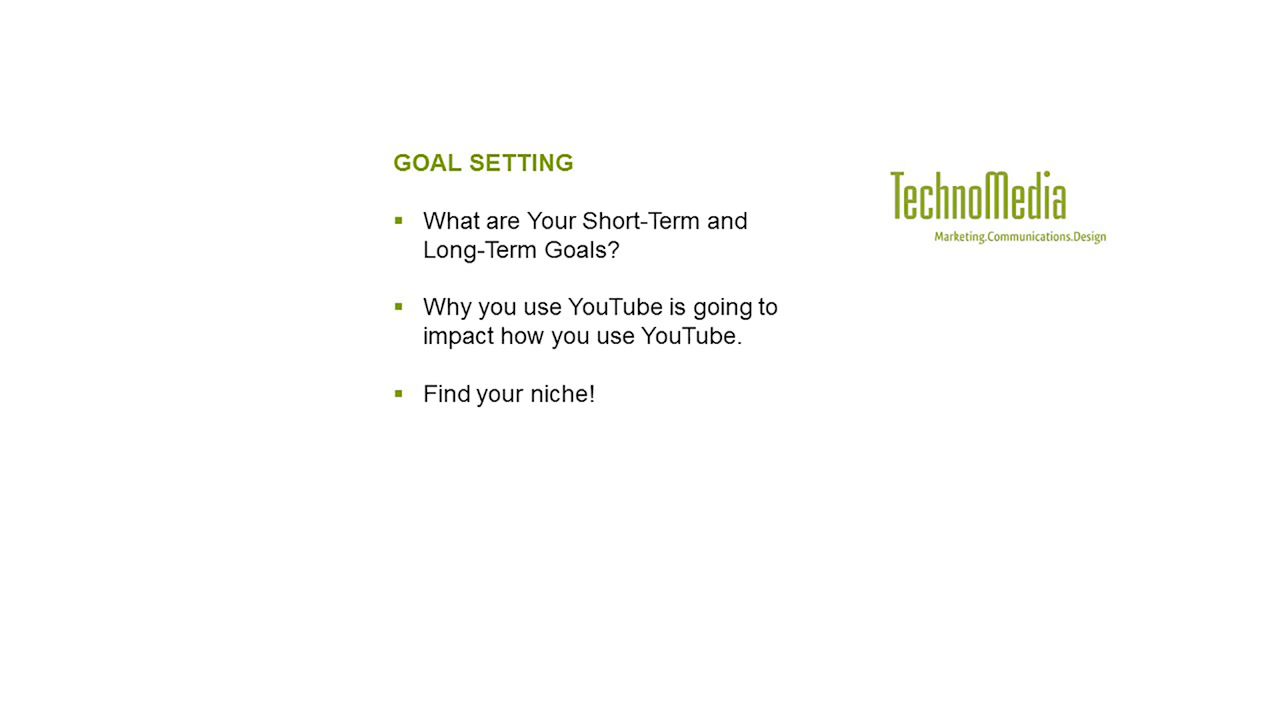 GOAL SETTING
What are Your Short-Term and
Long-Term Goals?
Why you use YouTube is going to
impact how you use YouTube.
Find your niche!
TechnoMedia
Marketing.Communications.Design